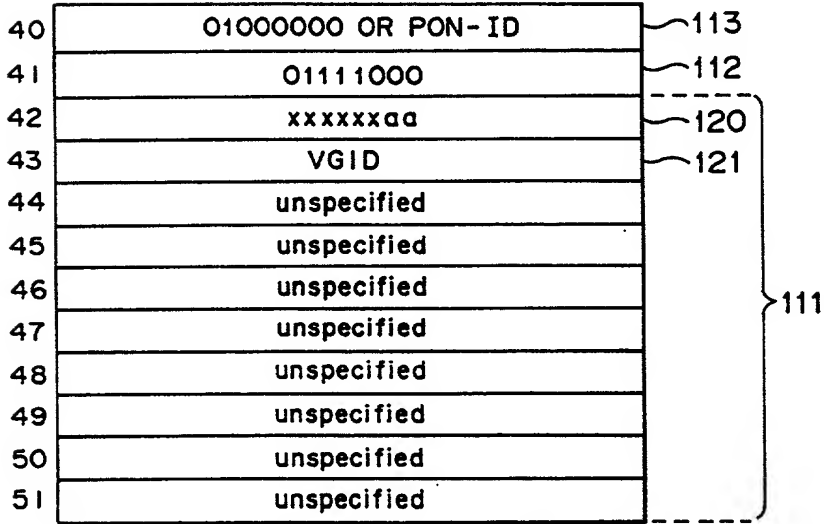 40 01000000 OR PON-ID 113
41 01111000 112
42 xxxxxxaa 120
43 VGID 121
44 unspecified
45 unspecified
46 unspecified
111
47 unspecified
48 unspecified
49 unspecified
50 unspecified
51 unspecified